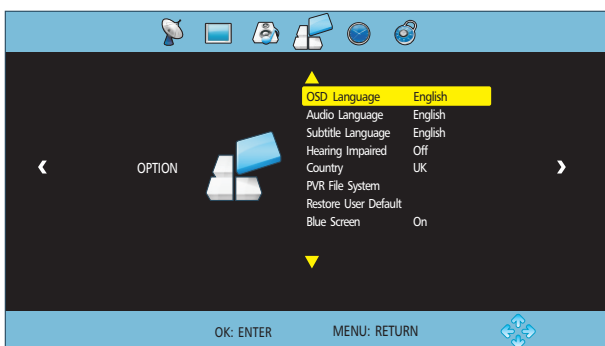 OPTION
OSD Language English
Audio Language English
Subtitle Language English
Hearing Impaired Off
Country UK
PVR File System
Restore User Default
Blue Screen On
OK: ENTER MENU: RETURN